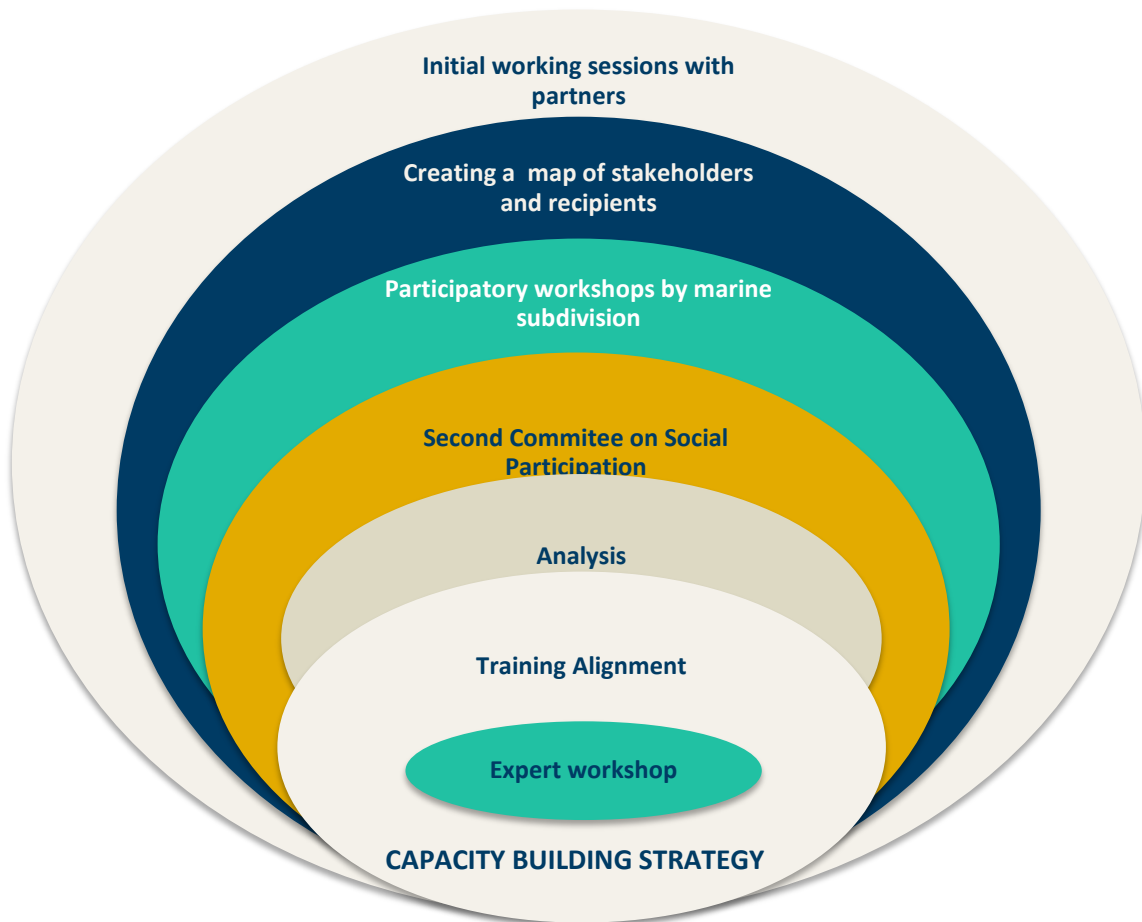 Initial working sessions with
partners
Creating a  map of stakeholders
and recipients
Participatory workshops by marine
subdivision
Second Commitee on Social
Participation
Analysis
Training Alignment
Expert workshop
CAPACITY BUILDING STRATEGY